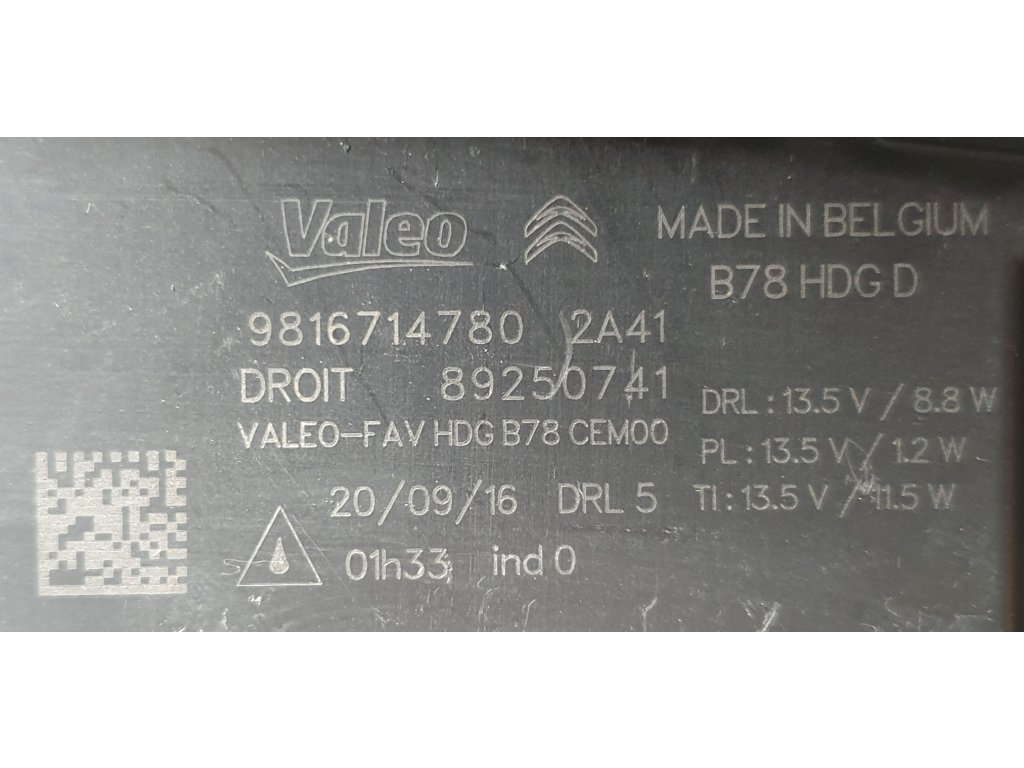 Valeo
MADE IN BELGIUM
B78 HDG D
9816714780 2A41
DROIT 89250741
VALEO-FAV HDG B78 CEM00
20/09/16 DRL 5
01h33 ind 0
DRL : 13.5 V / 8.8 W
PL : 13.5 V / 1.2 W
TI : 13.5 V / 11.5 W